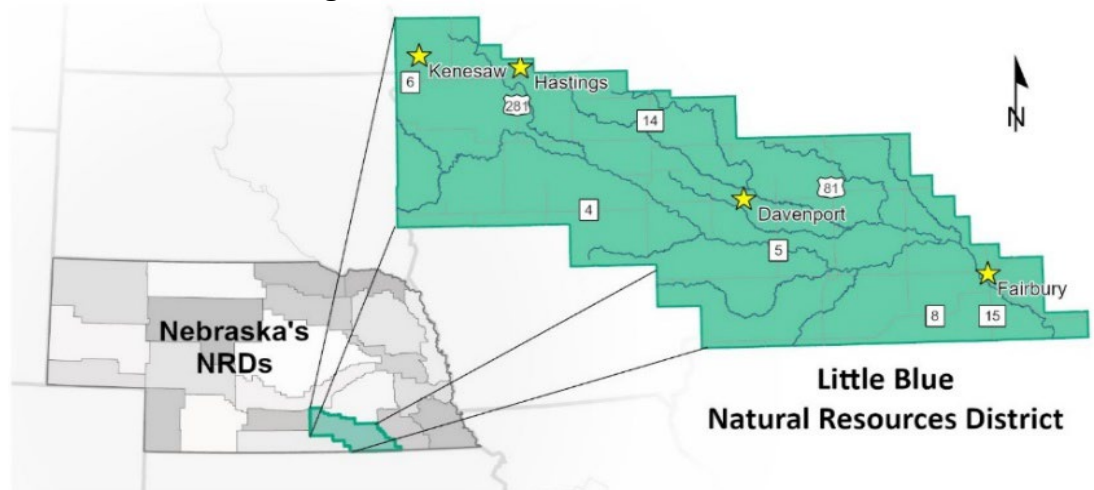 Kenesaw
Hastings
6
281
14
N
81
4
Davenport
5
Fairbury
8
15
Nebraska's
NRDs
Little Blue
Natural Resources District